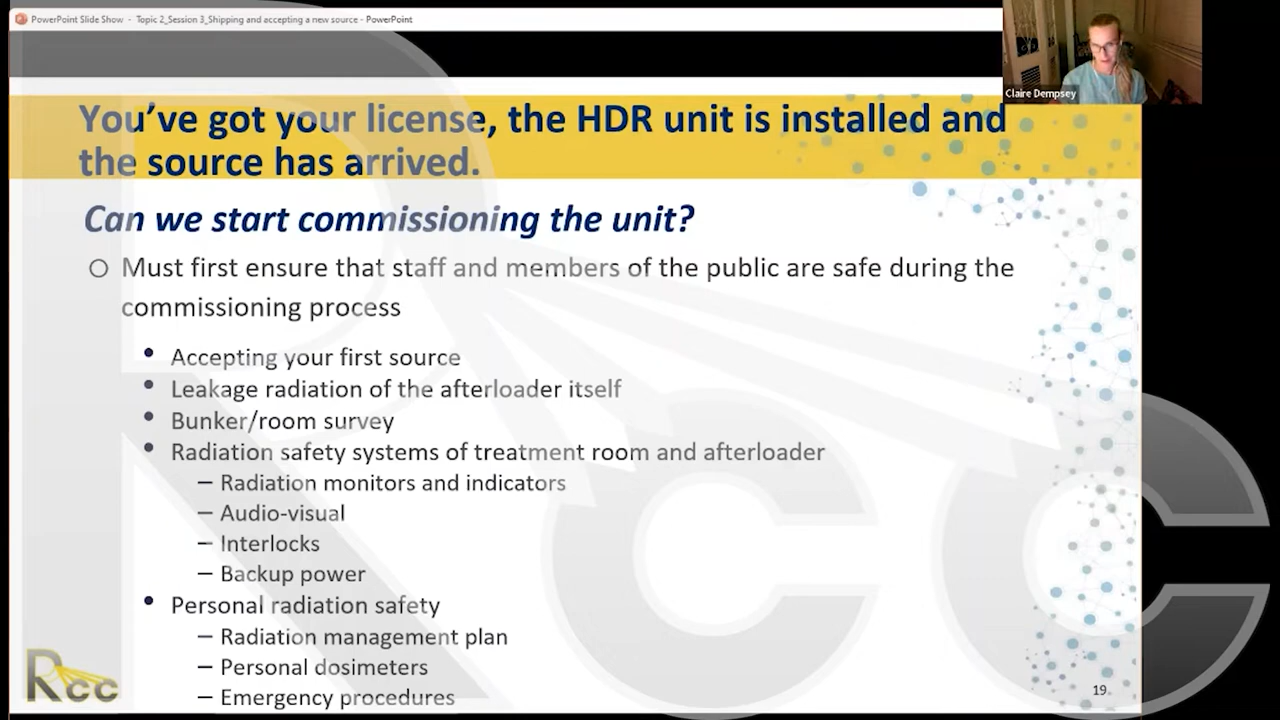 PowerPoint Slide Show - Topic 2_Session 3_Shipping and accepting a new source - PowerPoint
Claire Dempsey
You've got your license, the HDR unit is installed and
the source has arrived.
Can we start commissioning the unit?
Must first ensure that staff and members of the public are safe during the
commissioning process
• Accepting your first source
• Leakage radiation of the afterloader itself
• Bunker/room survey
• Radiation safety systems of treatment room and afterloader
– Radiation monitors and indicators
– Audio-visual
– Interlocks
– Backup power
• Personal radiation safety
– Radiation management plan
– Personal dosimeters
– Emergency procedures
Rcc
19
Rcc